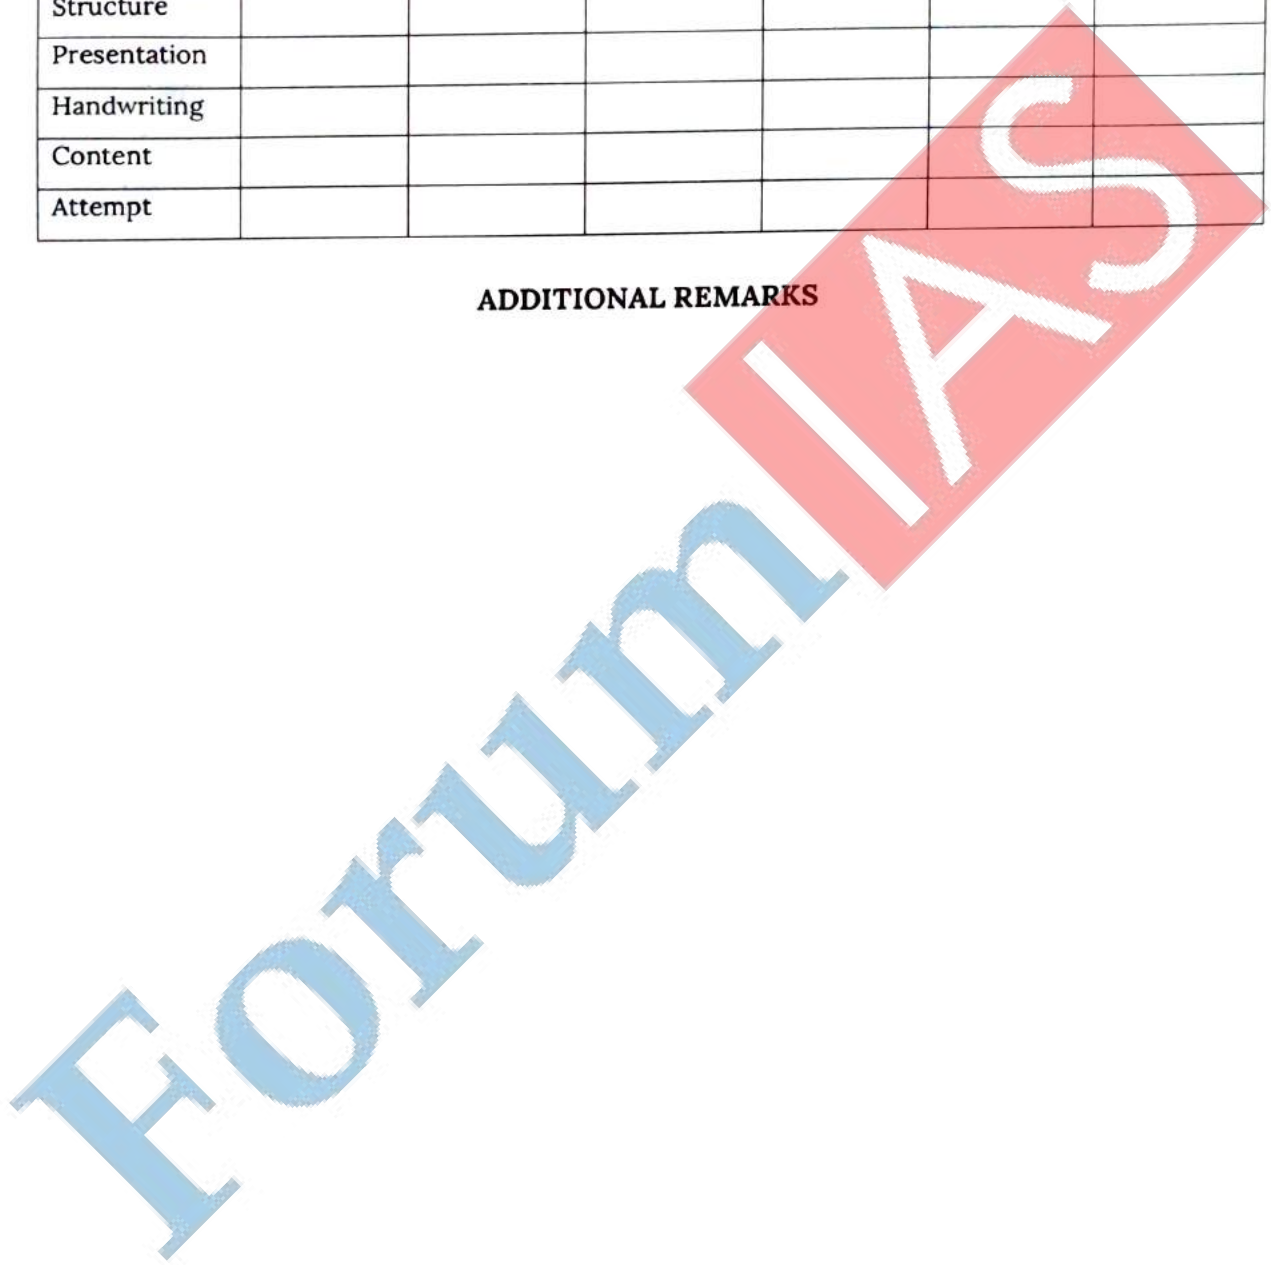 Structure
Presentation
Handwriting
Content
Attempt
ADDITIONAL REMARKS
ForumIAS